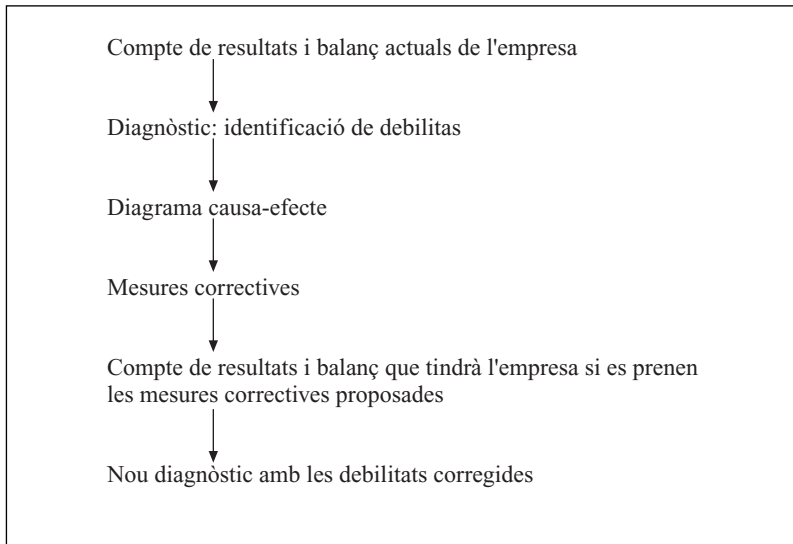 Compte de resultats i balanç actuals de l'empresa
Diagnòstic: identificació de debilitas
Diagrama causa-efecte
Mesures correctives
Compte de resultats i balanç que tindrà l'empresa si es prenen
les mesures correctives proposades
Nou diagnòstic amb les debilitats corregides